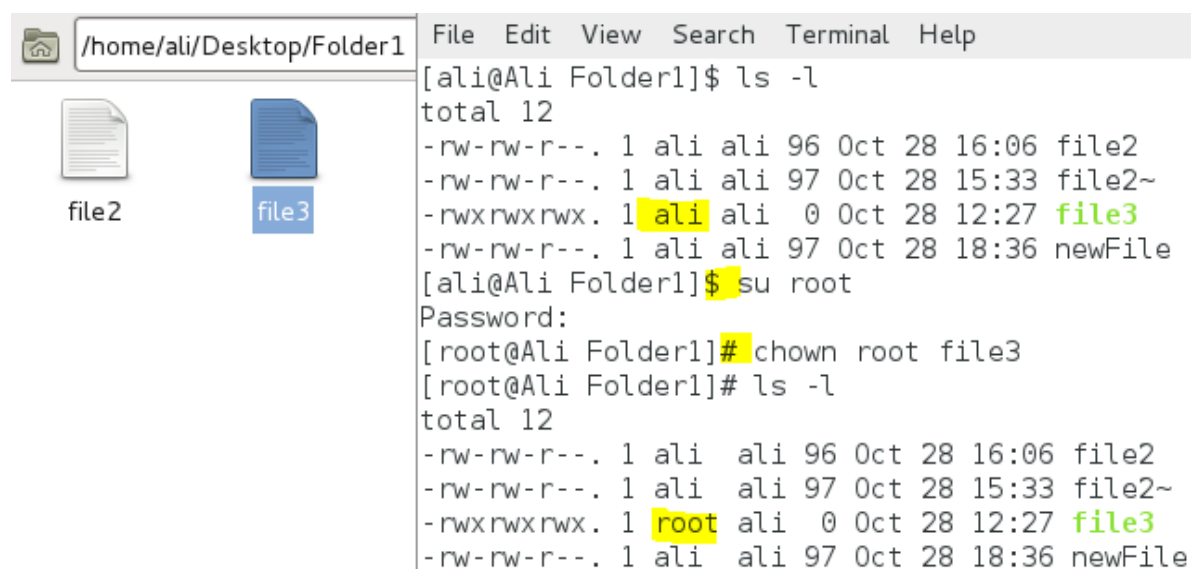 /home/ali/Desktop/Folder1
file2
file3
File Edit View Search Terminal Help
[ali@Ali Folder1]$ ls -l
total 12
-rw-rw-r--. 1 ali ali 96 Oct 28 16:06 file2
-rw-rw-r--. 1 ali ali 97 Oct 28 15:33 file2~
-rwxrwxrwx. 1 ali ali  0 Oct 28 12:27 file3
-rw-rw-r--. 1 ali ali 97 Oct 28 18:36 newFile
[ali@Ali Folder1]$ su root
Password:
[root@Ali Folder1]# chown root file3
[root@Ali Folder1]# ls -l
total 12
-rw-rw-r--. 1 ali  ali 96 Oct 28 16:06 file2
-rw-rw-r--. 1 ali  ali 97 Oct 28 15:33 file2~
-rwxrwxrwx. 1 root ali  0 Oct 28 12:27 file3
-rw-rw-r--. 1 ali  ali 97 Oct 28 18:36 newFile